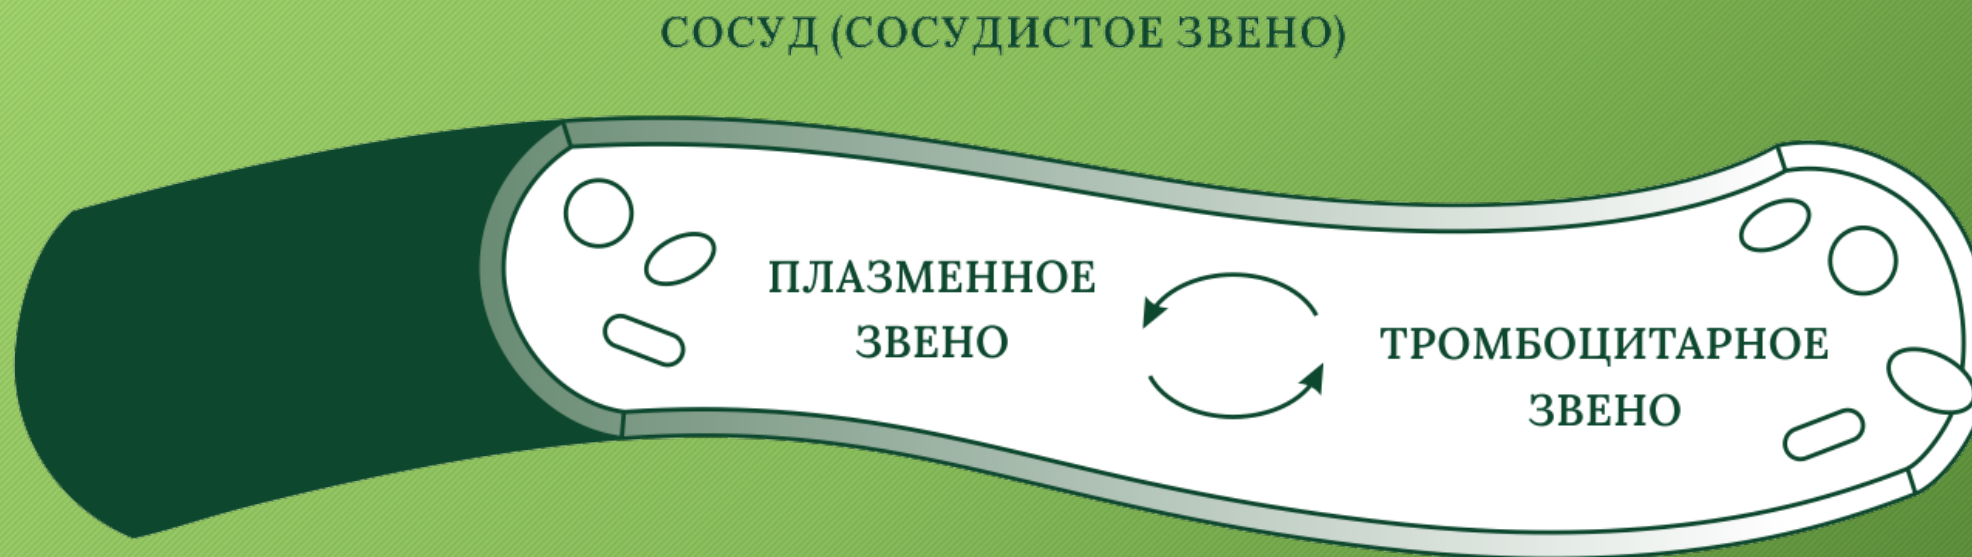 СОСУД (СОСУДИСТОЕ ЗВЕНО)
ПЛАЗМЕННОЕ
ЗВЕНО
ТРОМБОЦИТАРНОЕ
ЗВЕНО